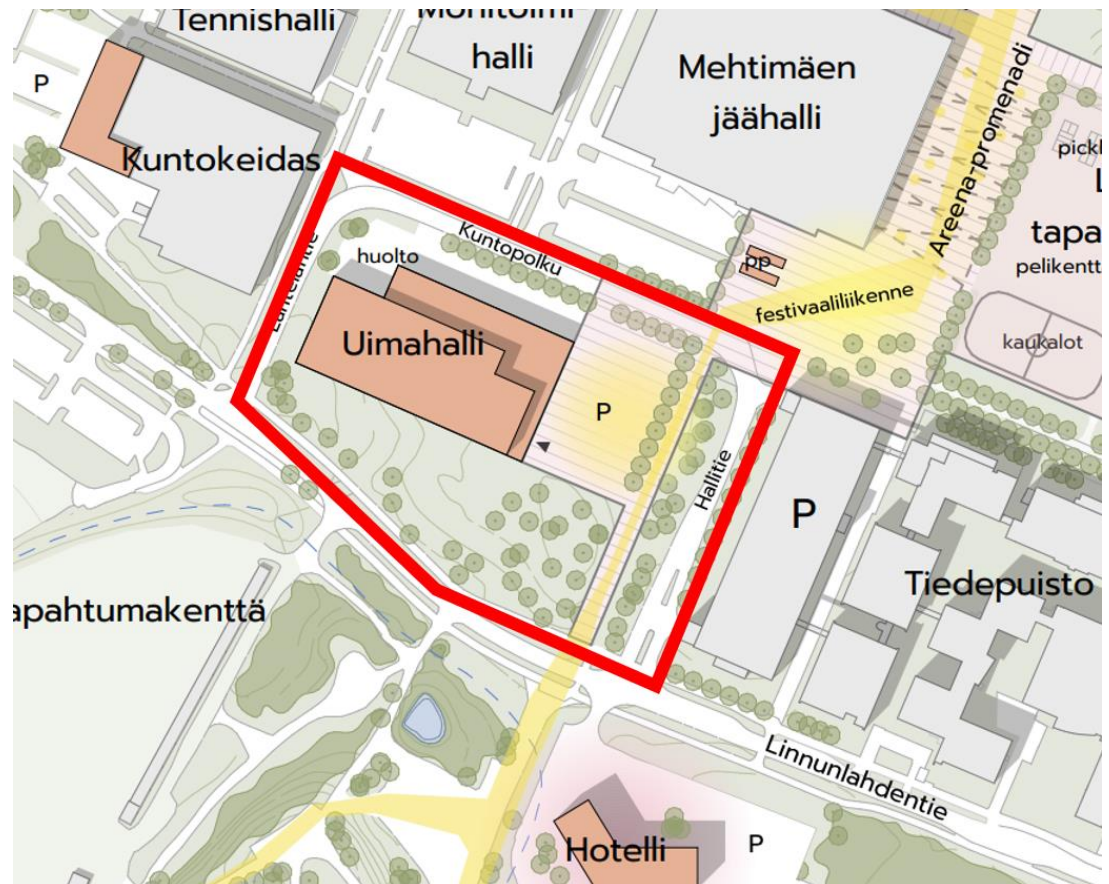 Tennishalli
halli
Mehtimäen
jäähalli
P
Kuntokeidas
Areena-promenadi
tapa
pelikentt
Kuntopolku
huolto
pp
festivaaliliikenne
kaukalot
Uimahalli
P
Hallitie
P
Tiedepuisto
apahtumakenttä
Linnunlahdentie
Hotelli
P